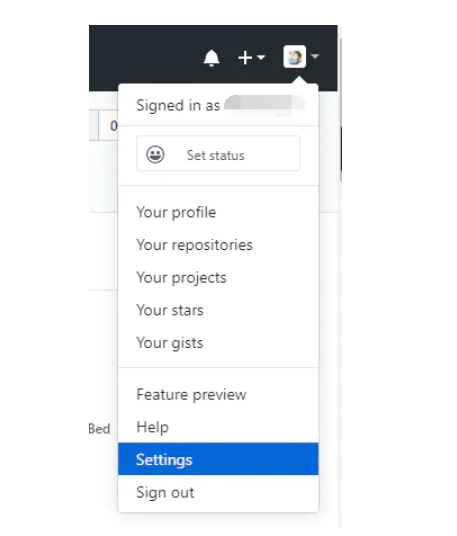 Signed in as
0
Set status
Your profile
Your repositories
Your projects
Your stars
Your gists
Feature preview
Bed
Help
Settings
Sign out